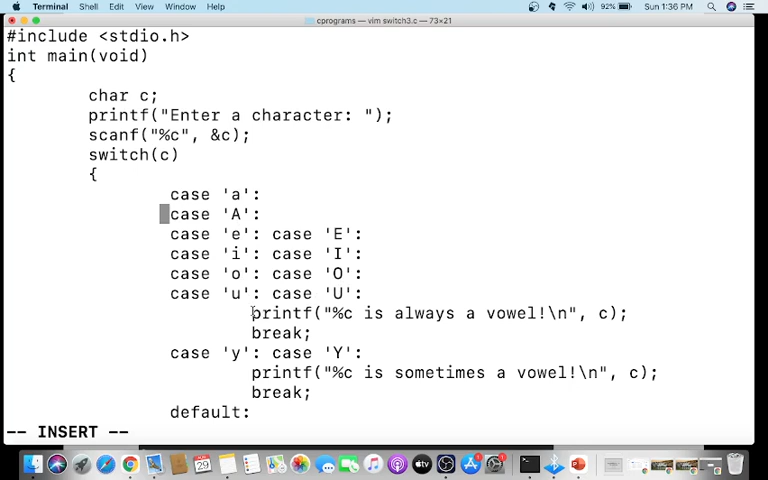 Terminal Shell Edit View Window Help 92% Sun 1:36 PM
cprograms — vim switch3.c — 73×21
#include <stdio.h>
int main(void)
{
char c;
printf("Enter a character: ");
scanf("%c", &c);
switch(c)
{
case 'a':
case 'A':
case 'e': case 'E':
case 'i': case 'I':
case 'o': case 'O':
case 'u': case 'U':
printf("%c is always a vowel!\n", c);
break;
case 'y': case 'Y':
printf("%c is sometimes a vowel!\n", c);
break;
default:
-- INSERT --
29
tv